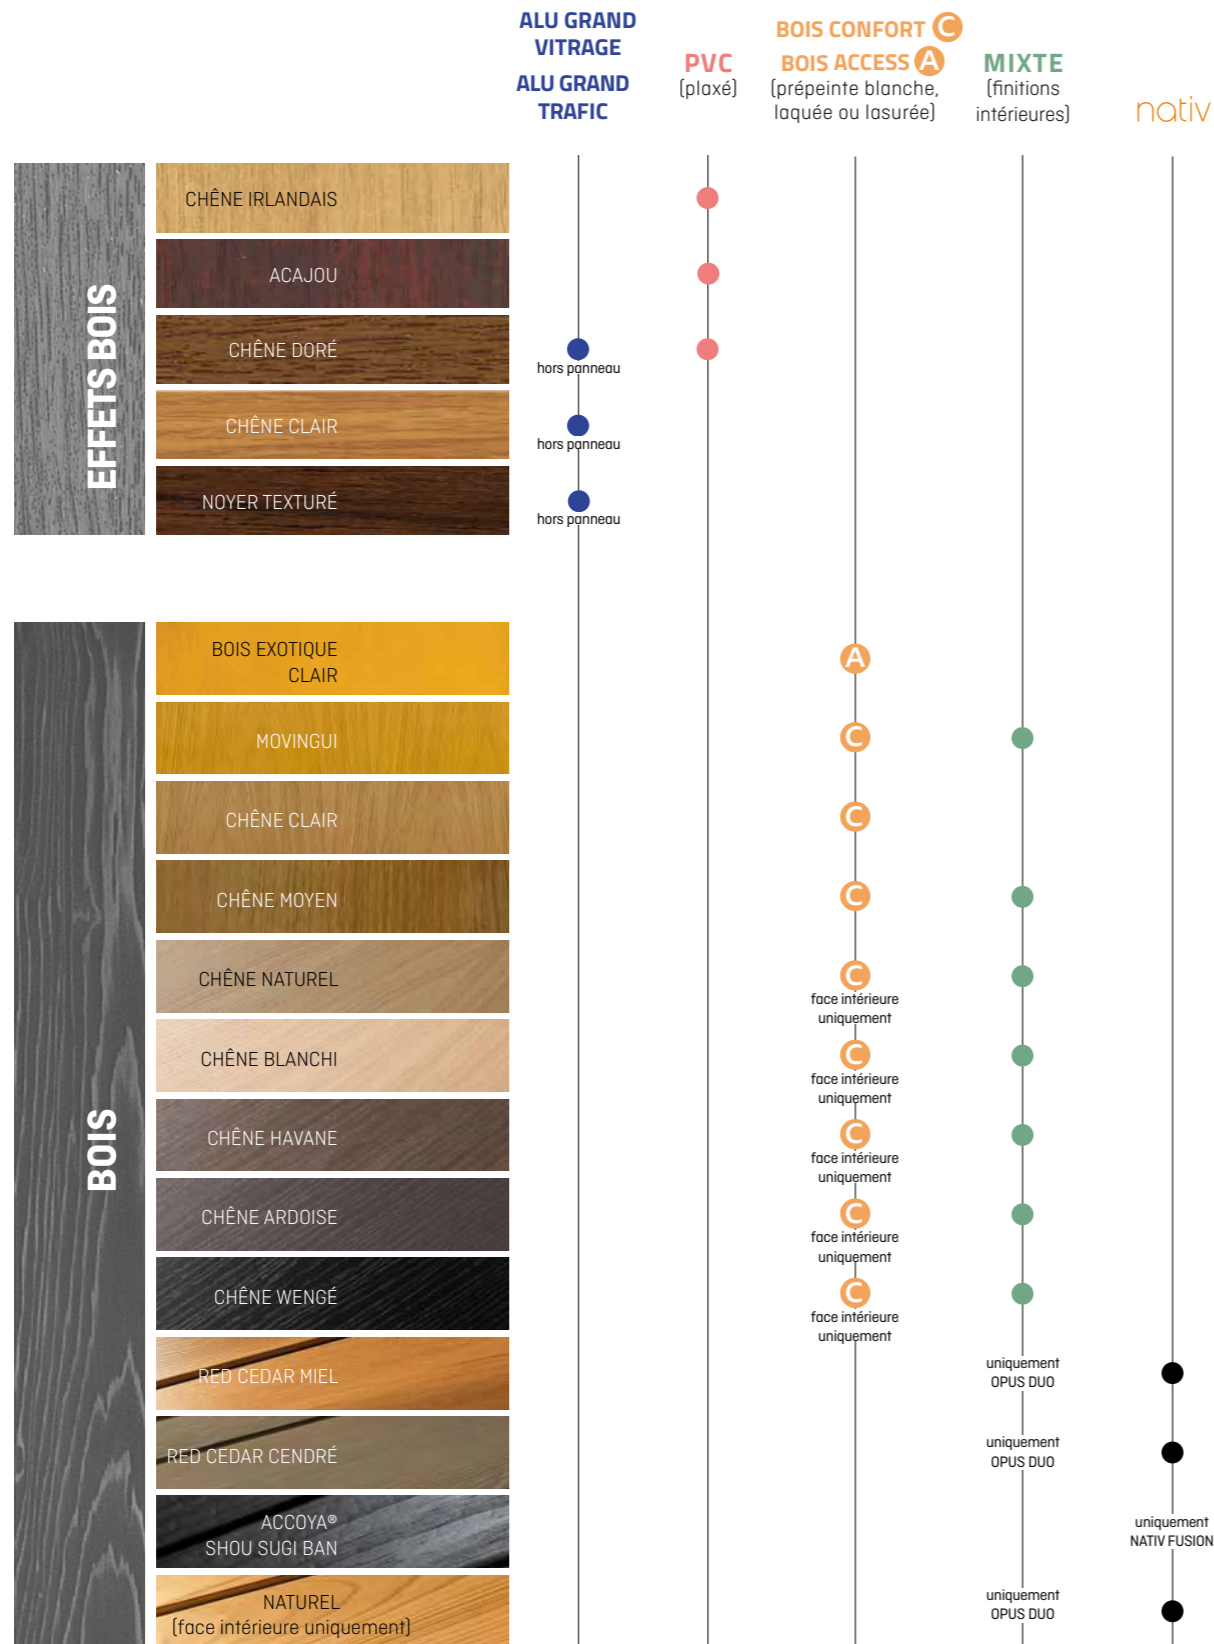 ALU GRAND
VITRAGE
ALU GRAND
TRAFIC
PVC
(plaxé)
BOIS CONFORT C
BOIS ACCESS A
(prépeinte blanche,
laquée ou lasurée)
MIXTE
(finitions
intérieures)
nativ
EFFETS BOIS
CHÊNE IRLANDAIS
ACAJOU
CHÊNE DORÉ
hors panneau
CHÊNE CLAIR
hors panneau
NOYER TEXTURÉ
hors panneau
BOIS
BOIS EXOTIQUE
CLAIR
A
MOVINGUI
C
CHÊNE CLAIR
C
CHÊNE MOYEN
C
CHÊNE NATUREL
C
face intérieure
uniquement
CHÊNE BLANCHI
C
face intérieure
uniquement
CHÊNE HAVANE
C
face intérieure
uniquement
CHÊNE ARDOISE
C
face intérieure
uniquement
CHÊNE WENGÉ
C
face intérieure
uniquement
RED CEDAR MIEL
uniquement
OPUS DUO
RED CEDAR CENDRÉ
uniquement
OPUS DUO
ACCOYA®
SHOU SUGI BAN
uniquement
NATIV FUSION
NATUREL
(face intérieure uniquement)
uniquement
OPUS DUO